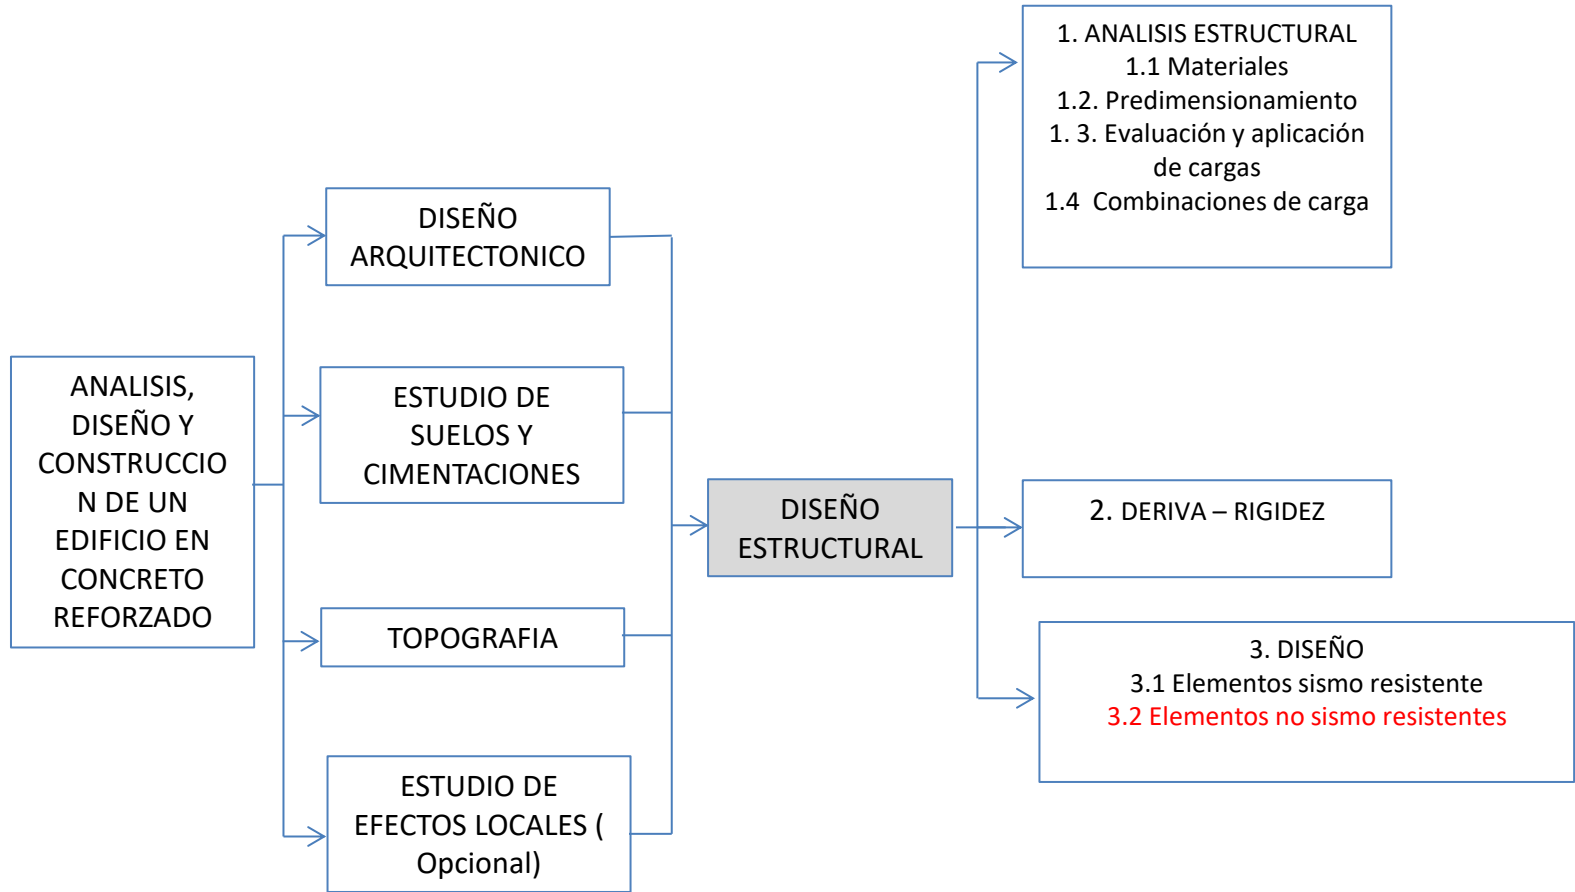 ANALISIS,
DISEÑO Y
CONSTRUCCIO
N DE UN
EDIFICIO EN
CONCRETO
REFORZADO
DISEÑO
ARQUITECTONICO
ESTUDIO DE
SUELOS Y
CIMENTACIONES
TOPOGRAFIA
ESTUDIO DE
EFECTOS LOCALES (
Opcional)
DISEÑO
ESTRUCTURAL
1. ANALISIS ESTRUCTURAL
1.1 Materiales
1.2. Predimensionamiento
1. 3. Evaluación y aplicación
de cargas
1.4 Combinaciones de carga
2. DERIVA – RIGIDEZ
3. DISEÑO
3.1 Elementos sismo resistente
3.2 Elementos no sismo resistentes